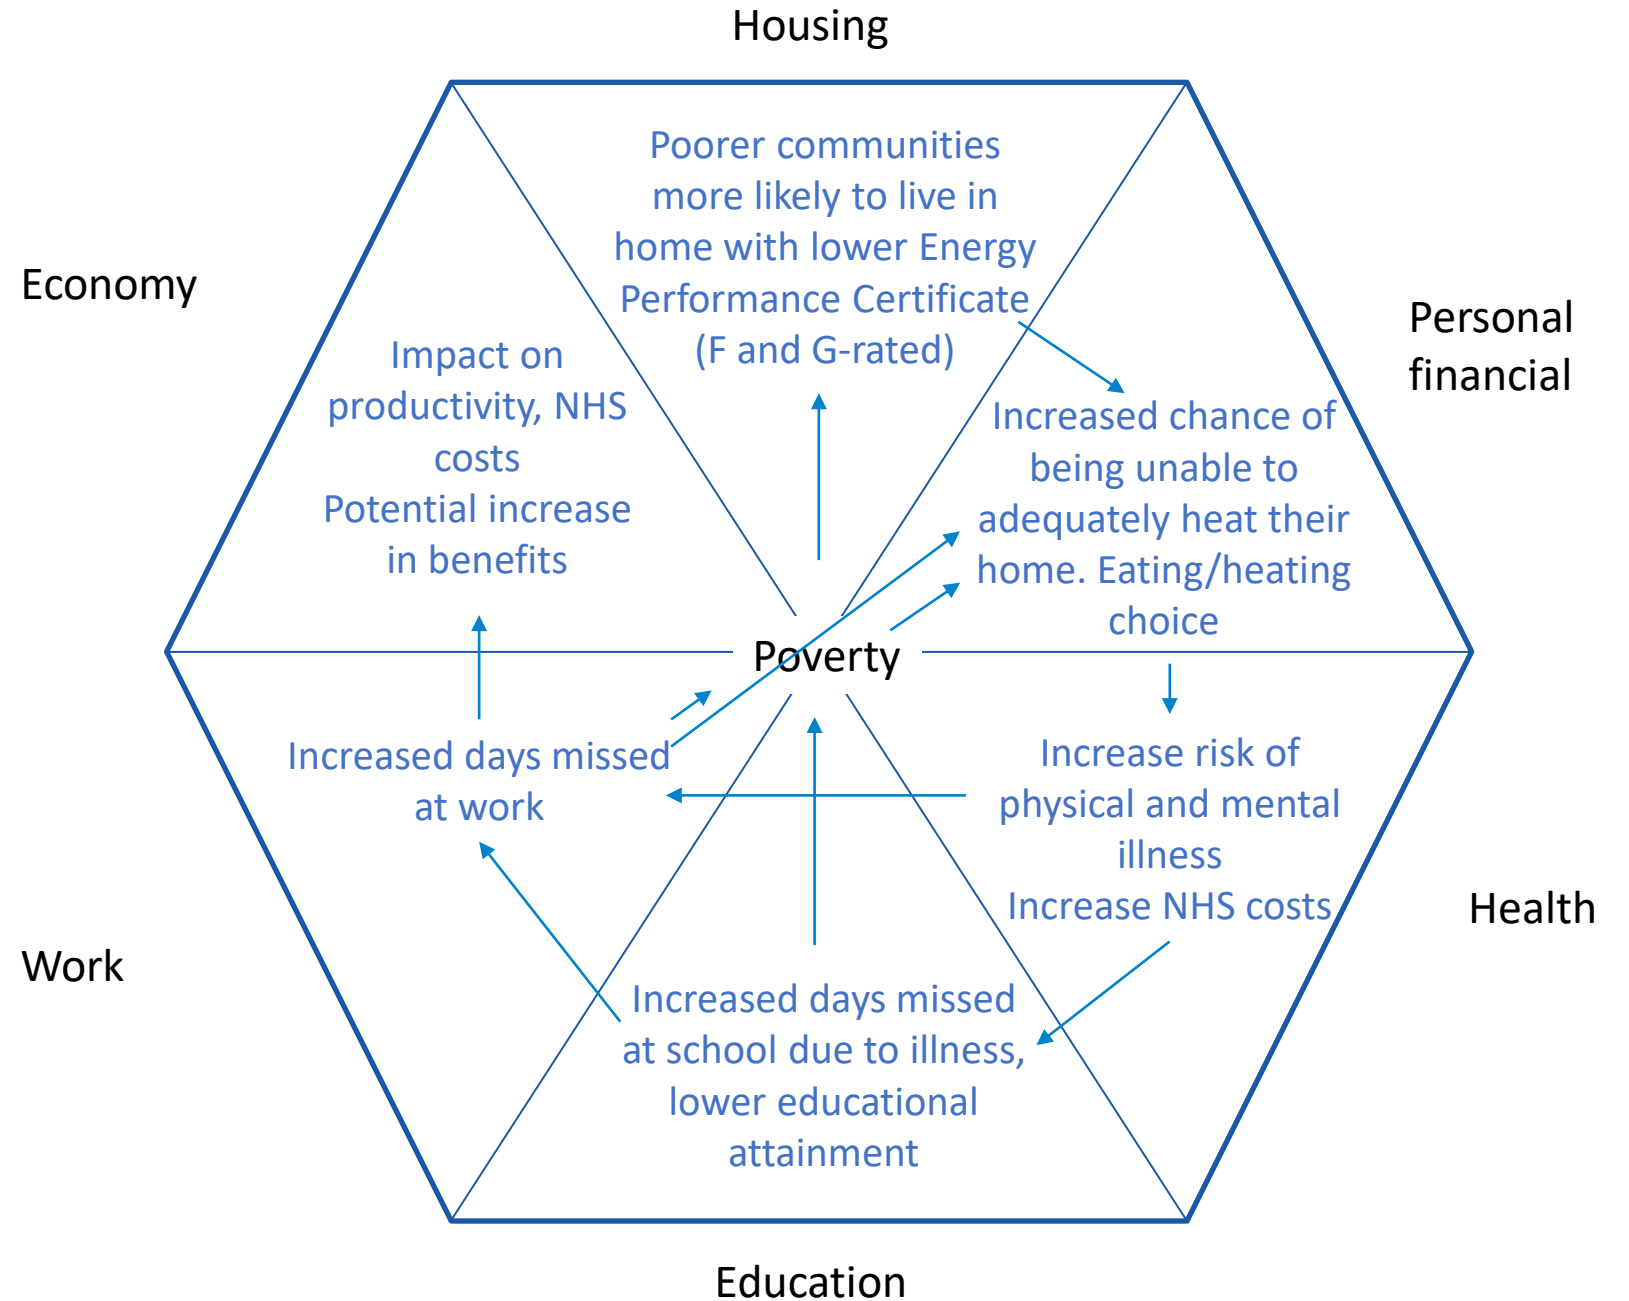 Housing
Poorer communities
more likely to live in
home with lower Energy
Performance Certificate
(F and G-rated)
Economy
Impact on
productivity, NHS
costs
Potential increase
in benefits
Personal
financial
Increased chance of
being unable to
adequately heat their
home. Eating/heating
choice
Poverty
Increased days missed
at work
Work
Increase risk of
physical and mental
illness
Increase NHS costs
Health
Increased days missed
at school due to illness,
lower educational
attainment
Education